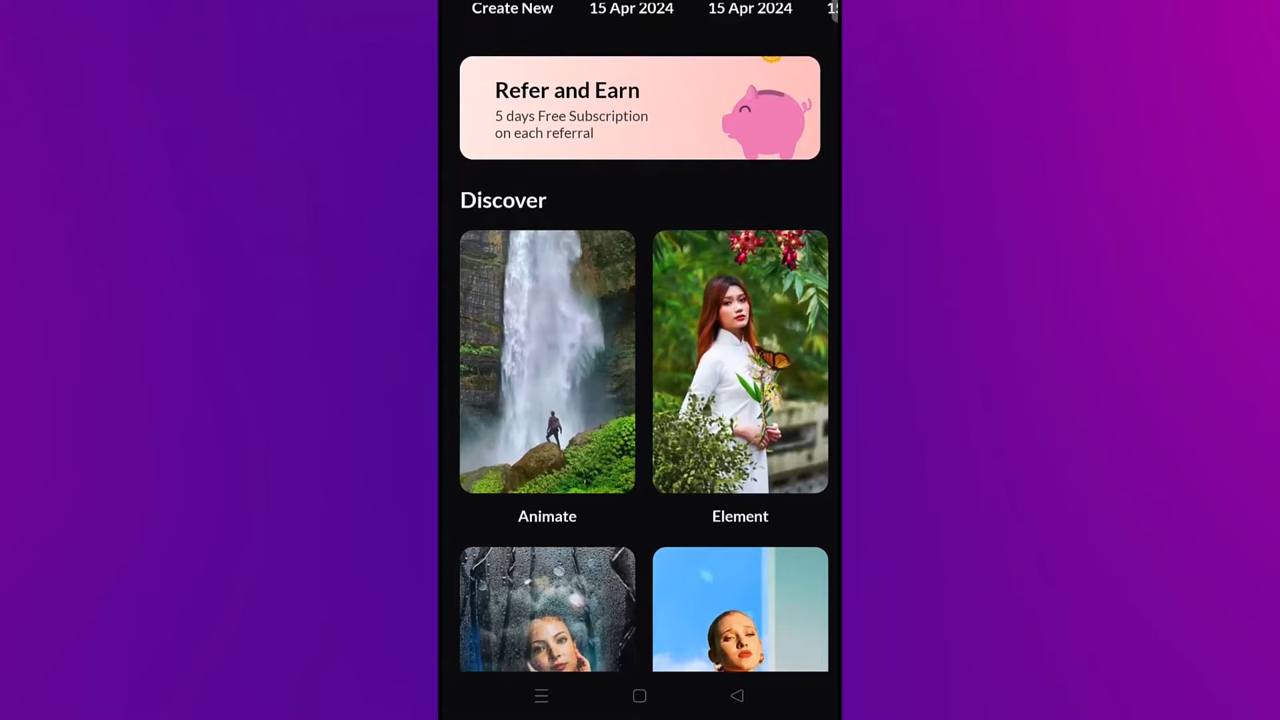 Create New
15 Apr 2024
15 Apr 2024
Refer and Earn
5 days Free Subscription
on each referral
Discover
Animate
Element